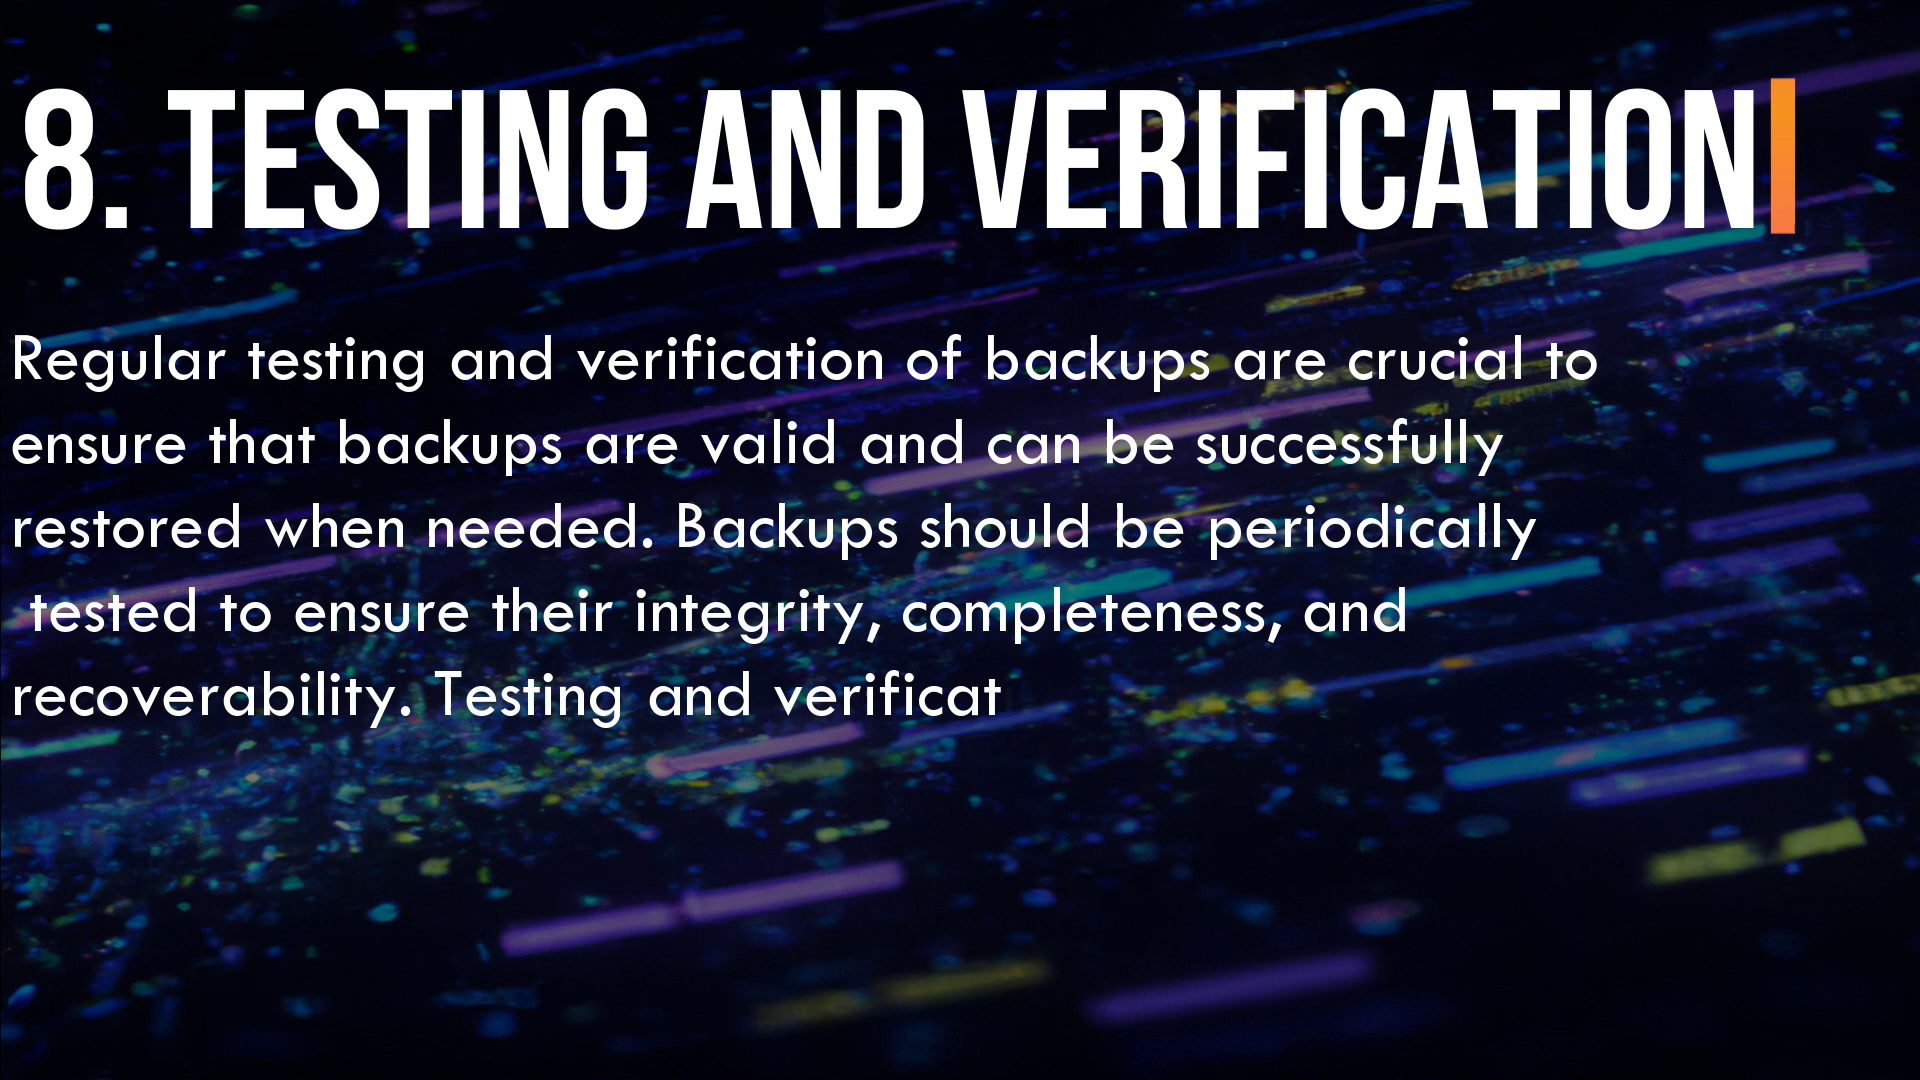 8. TESTING AND VERIFICATION
Regular testing and verification of backups are crucial to
ensure that backups are valid and can be successfully
restored when needed. Backups should be periodically
tested to ensure their integrity, completeness, and
recoverability. Testing and verificat